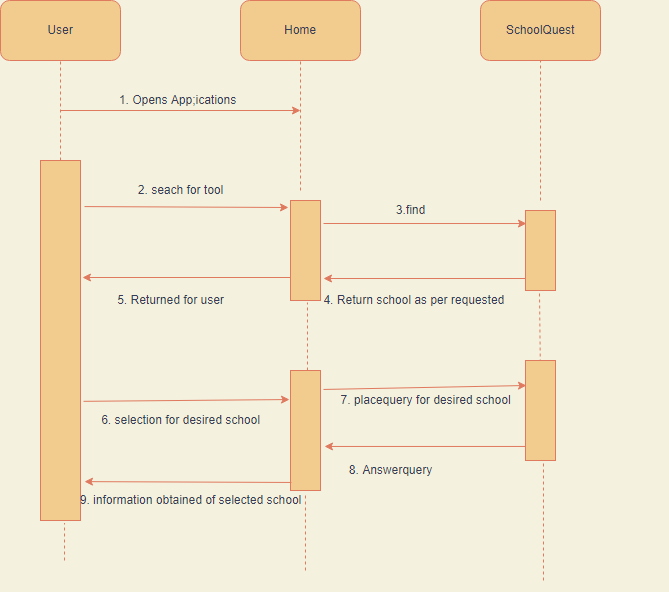 User
Home
SchoolQuest
1. Opens App;ications
2. seach for tool
3.find
5. Returned for user
4. Return school as per requested
6. selection for desired school
7. placequery for desired school
8. Answerquery
9. information obtained of selected school